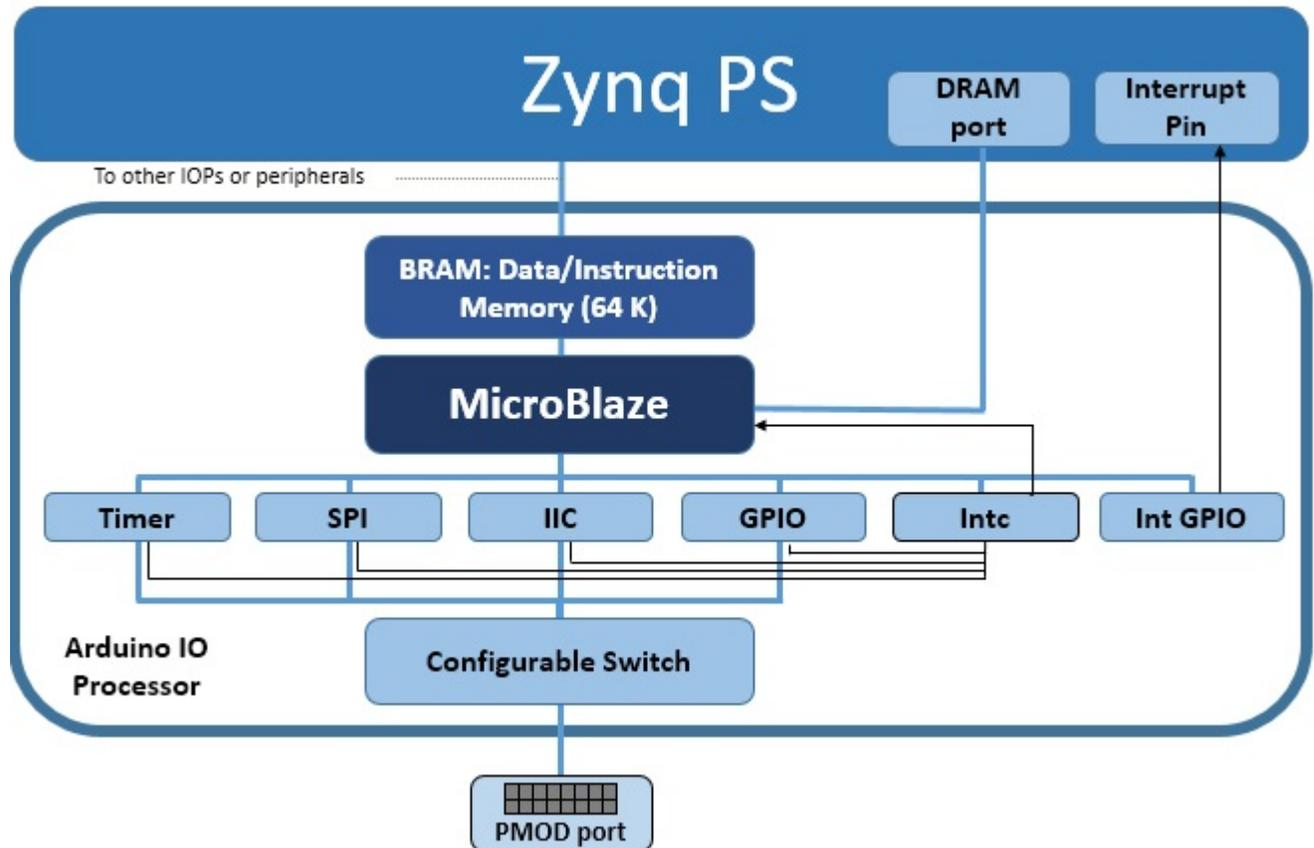 Zynq PS
DRAM
port
Interrupt
Pin
To other IOPs or peripherals
BRAM: Data/Instruction
Memory (64 K)
MicroBlaze
Timer
SPI
IIC
GPIO
Intc
Int GPIO
Arduino IO
Processor
Configurable Switch
PMOD port